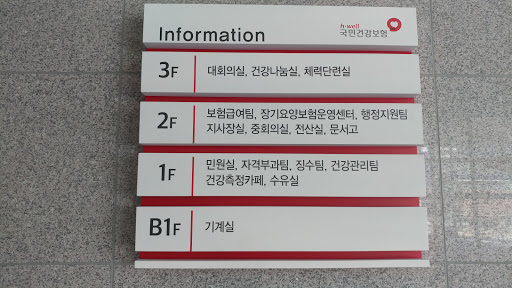 Information
h-well
국민건강보험
3F 대회의실, 건강나눔실, 체력단련실
2F 보험급여팀, 장기요양보험운영센터, 행정지원팀
지사장실, 중회의실, 전산실, 문서고
1F 민원실, 자격부과팀, 징수팀, 건강관리팀
건강측정카페, 수유실
B1F 기계실